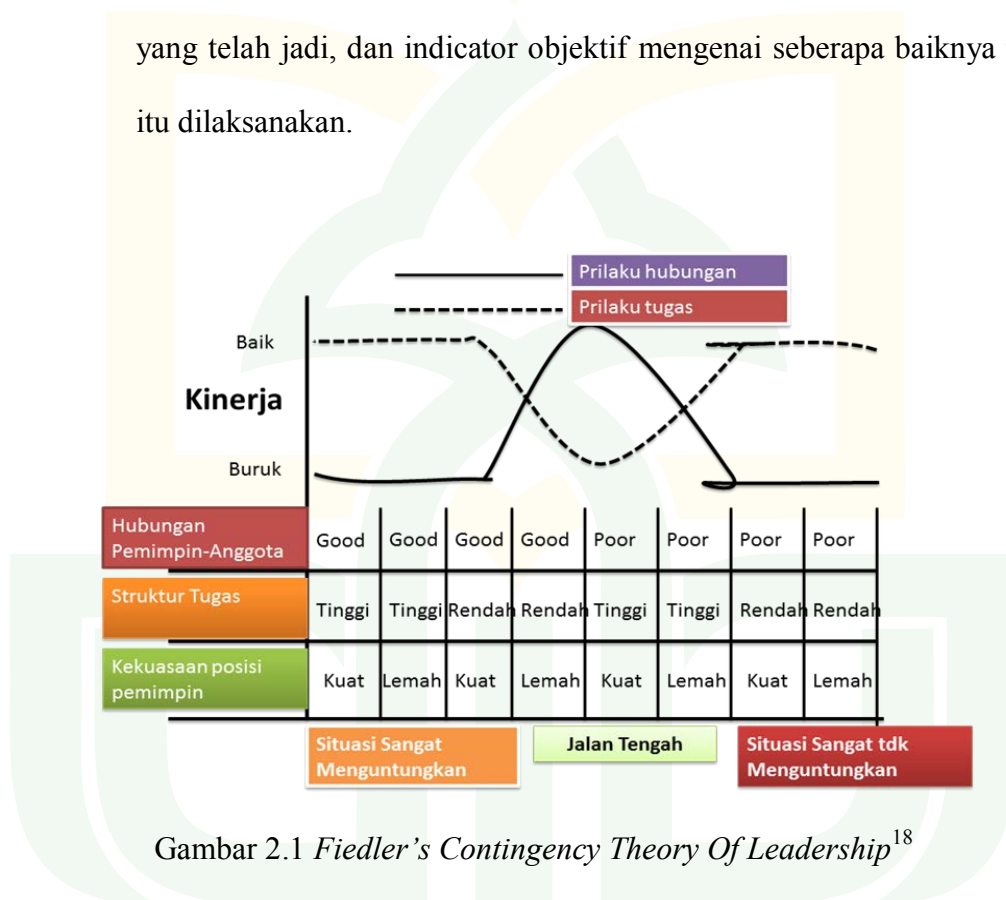 yang telah jadi, dan indicator objektif mengenai seberapa baiknya
itu dilaksanakan.
Prilaku hubungan
Prilaku tugas
Baik
Kinerja
Buruk
Hubungan
Pemimpin-Anggota
Good Good Good Good Poor Poor Poor Poor
Struktur Tugas
Tinggi Tinggi Rendah Rendah Tinggi Tinggi Rendah Rendah
Kekuasaan posisi
pemimpin
Kuat Lemah Kuat Lemah Kuat Lemah Kuat Lemah
Situasi Sangat
Menguntungkan
Jalan Tengah
Situasi Sangat tdk
Menguntungkan
Gambar 2.1 Fiedler’s Contingency Theory Of Leadership18